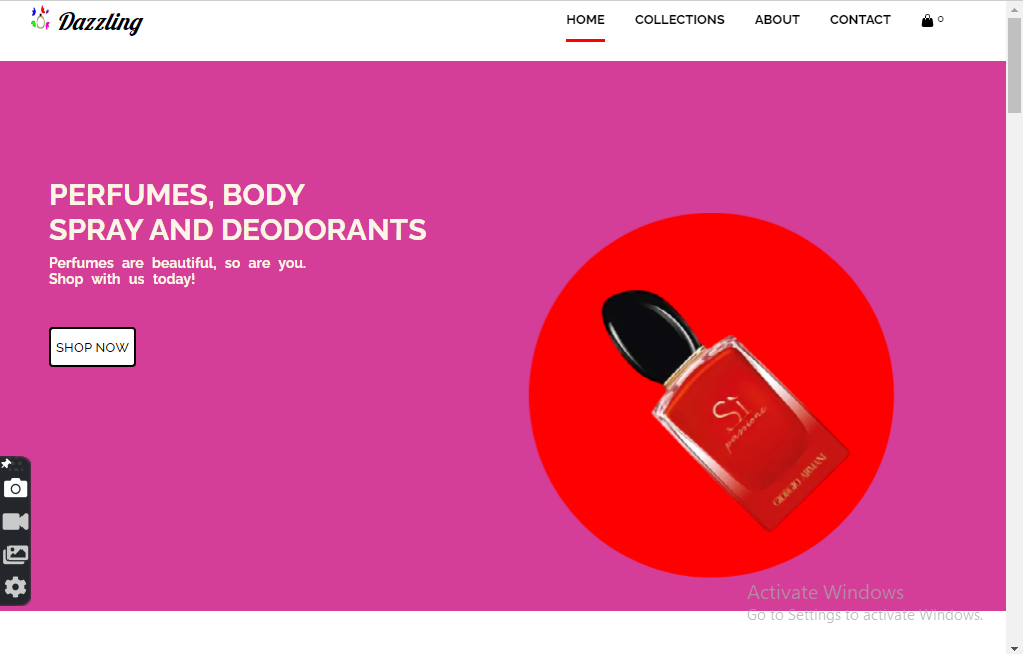 Dazzling
HOME COLLECTIONS ABOUT CONTACT 0
PERFUMES, BODY
SPRAY AND DEODORANTS
Perfumes are beautiful, so are you.
Shop with us today!
SHOP NOW
Sì
passione
GIORGIO ARMANI
Activate Windows
Go to Settings to activate Windows.